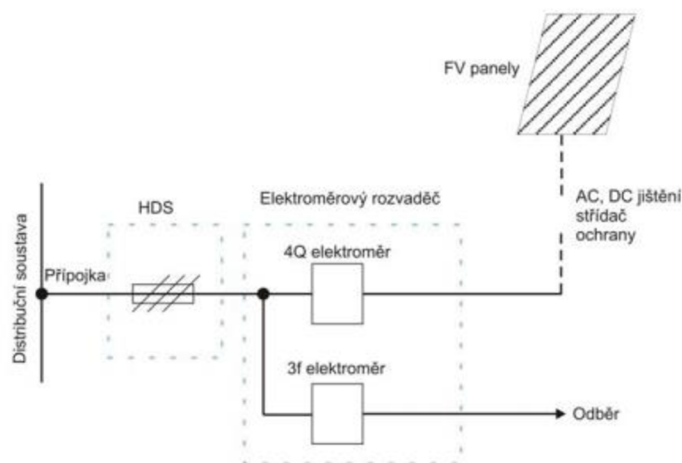 FV panely
AC, DC jištění
střídač
ochrany
Elektroměrový rozvaděč
HDS
4Q elektroměr
Přípojka
Distribuční soustava
3f elektroměr
Odběr